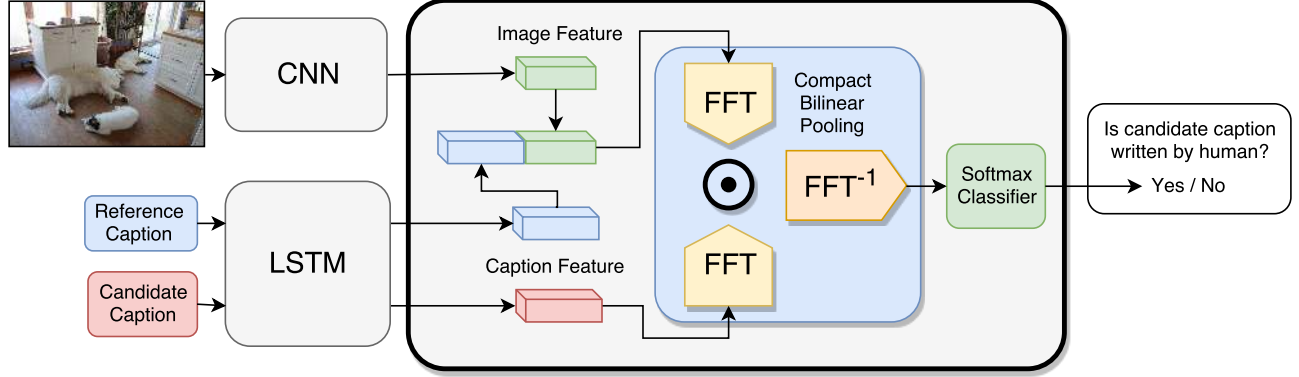 CNN
Image Feature
FFT
Compact
Bilinear
Pooling
Reference
Caption
Candidate
Caption
LSTM
Caption Feature
FFT
FFT-1
Softmax
Classifier
Is candidate caption
written by human?
Yes / No